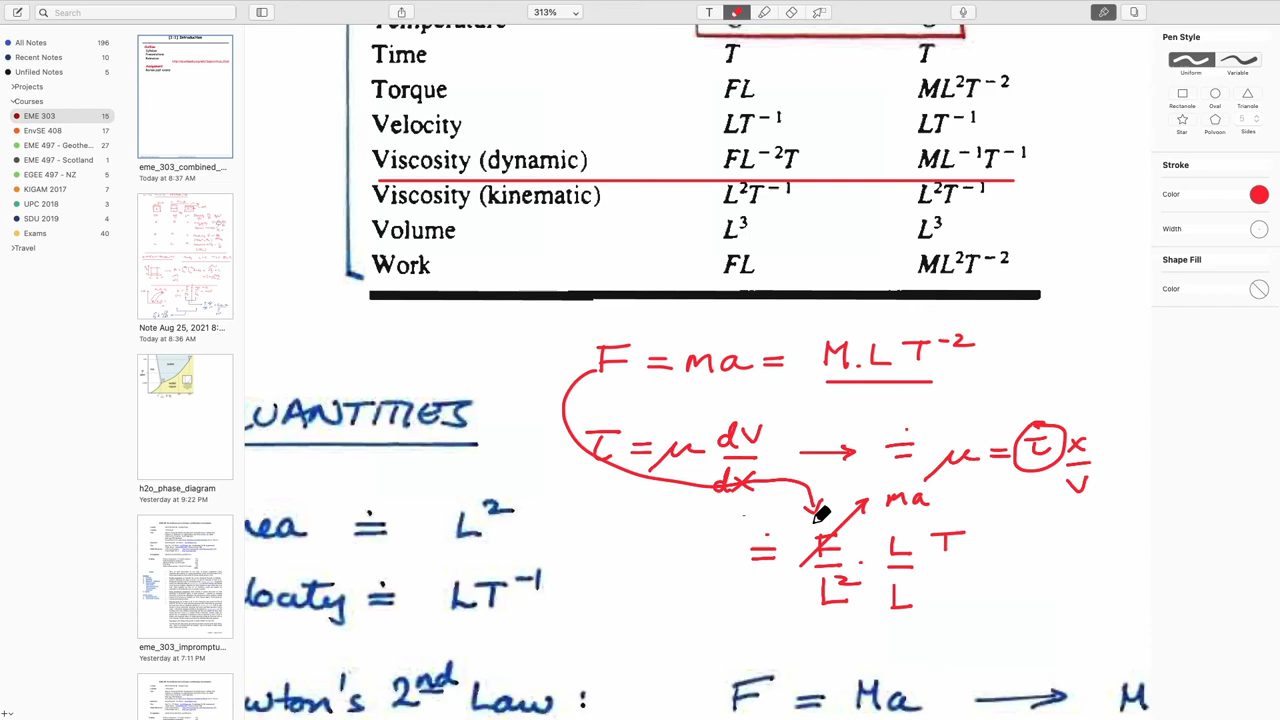 Search
313%
T
All Notes 196
Recent Notes 10
Unfiled Notes 5
Projects
Courses
EME 303 15
EnvSE 408 17
EME 497 - Geothe... 27
EME 497 - Scotland 1
EGEE 497 - NZ 5
KIGAM 2017 7
UPC 2018 3
SDU 2019 4
Exams 40
Travel
[1:1] Introduction
eme_303_combined_...
Today at 8:37 AM
Note Aug 25, 2021 8:...
Today at 8:36 AM
h2o_phase_diagram
Yesterday at 9:22 PM
eme_303_impromptu...
Yesterday at 7:11 PM
Temperature Θ Θ
Time T T
Torque FL ML²T⁻²
Velocity LT⁻¹ LT⁻¹
Viscosity (dynamic) FL⁻²T ML⁻¹T⁻¹
Viscosity (kinematic) L²T⁻¹ L²T⁻¹
Volume L³ L³
Work FL ML²T⁻²
F = ma = M.LT⁻²
UANTITIES
τ = μ dv/dx → ≐ μ = τ x/v
ma
≐ F/L² . L/L T
ea ≐ L²
locity ≐ LT⁻¹
ton' 2nd Law : F = a → M
Pen Style
Uniform Variable
Rectangle Oval Triangle
5
Star Polygon Sides
Stroke
Color
Width
Shape Fill
Color